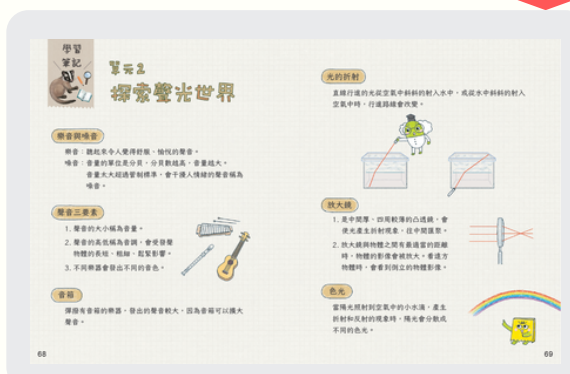 學習
筆記
單元2
探索聲光世界
樂音與噪音
樂音:聽起來令人覺得舒服、愉悅的聲音。
噪音:音量的單位是分貝,分貝數越高,音量越大。
音量太大超過管制標準,會干擾人情緒的聲音稱為
噪音。
聲音三要素
1. 聲音的大小稱為音量。
2. 聲音的高低稱為音調,會受發聲
物體的長短、粗細、鬆緊影響。
3. 不同樂器會發出不同的音色。
音箱
彈撥有音箱的樂器,發出的聲音較大,因為音箱可以擴大
聲音。
68
光的折射
直線行進的光從空氣中斜斜的射入水中,或從水中斜斜的射入
空氣中時,行進路線會改變。
放大鏡
1. 是中間厚、四周較薄的凸透鏡,會
使光產生折射現象,往中間匯聚。
2. 放大鏡與物體之間有最適當的距離
時,物體的影像會被放大。看遠方
物體時,會看到倒立的物體影像。
色光
當陽光照射到空氣中的小水滴,產生
折射和反射的現象時,陽光會分散成
不同的色光。
69